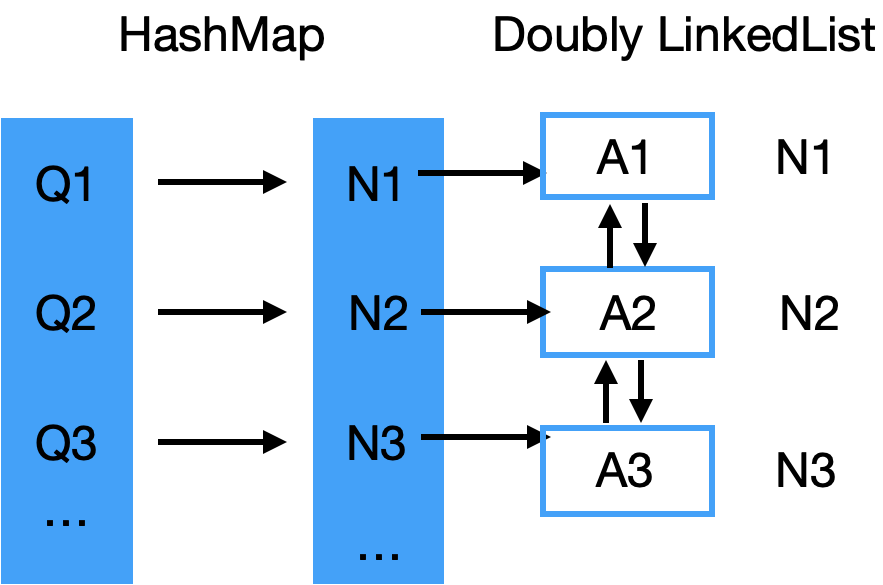 HashMap Doubly LinkedList
Q1 N1 A1 N1
Q2 N2 A2 N2
Q3 N3 A3 N3
... ...